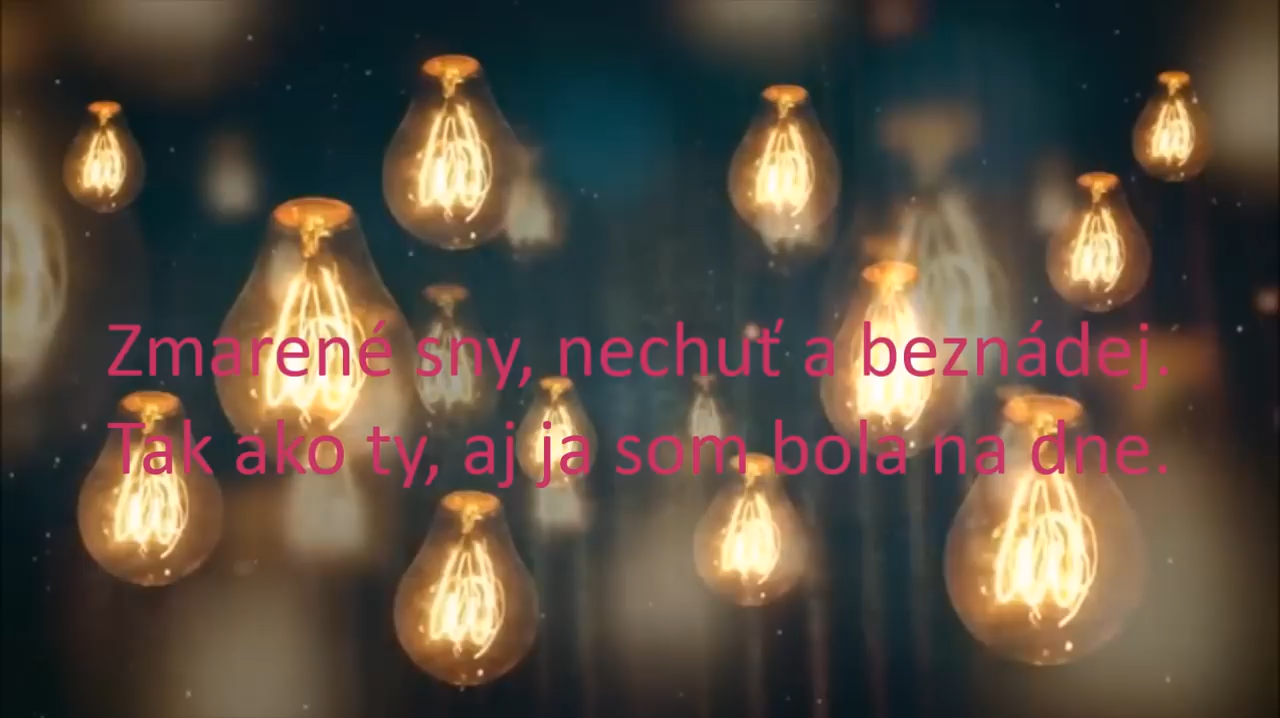 Zmarené sny, nechuť a beznádej.
Tak ako ty, aj ja som bola na dne.